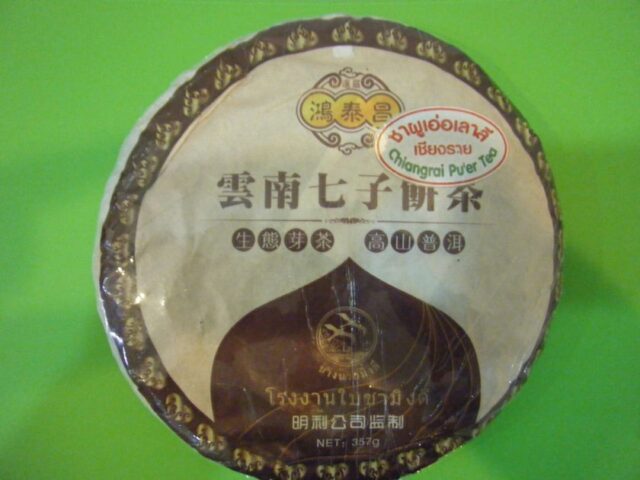 鴻泰昌
ชาผูเอ่อเลาลี
เชียงราย
Chiangrai Pu'er Tea
雲南七子餅茶
生態芽茶 高山普洱
โรงงานใบชามิงดี
明利公司监制
NET: 357g